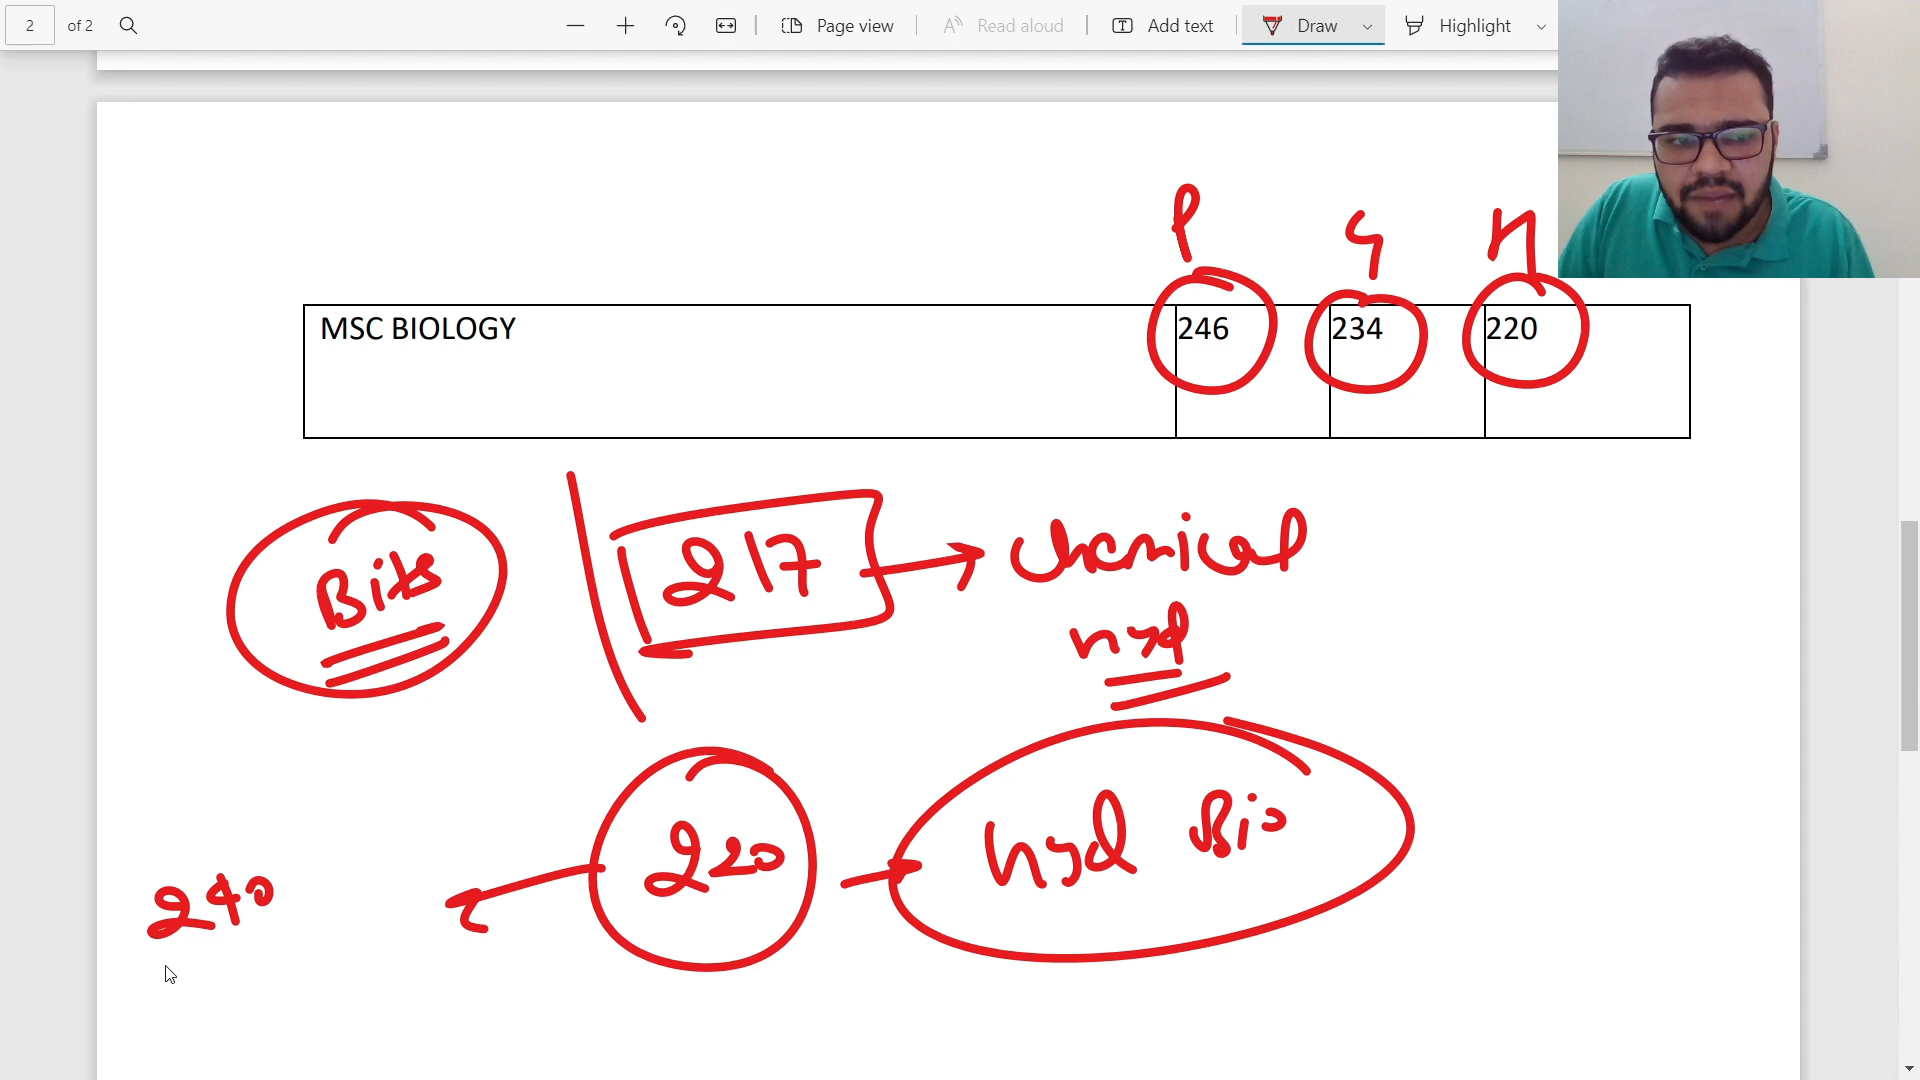 2 of 2 Page view Read aloud Add text Draw Highlight
P G H
MSC BIOLOGY 246 234 220
Bits 217 → chemical
hyd
220 → hyd Bio
240